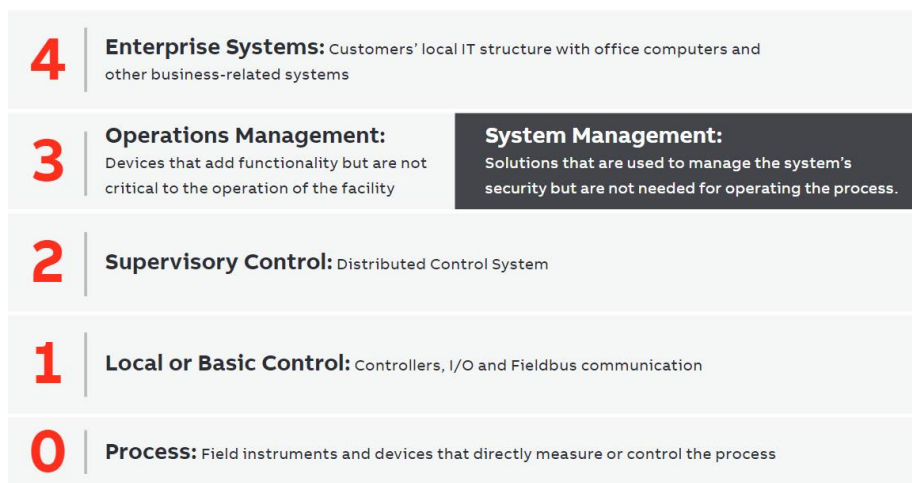 4
Enterprise Systems: Customers’ local IT structure with office computers and
other business-related systems
3
Operations Management:
Devices that add functionality but are not
critical to the operation of the facility
System Management:
Solutions that are used to manage the system’s
security but are not needed for operating the process.
2
Supervisory Control: Distributed Control System
1
Local or Basic Control: Controllers, I/O and Fieldbus communication
0
Process: Field instruments and devices that directly measure or control the process